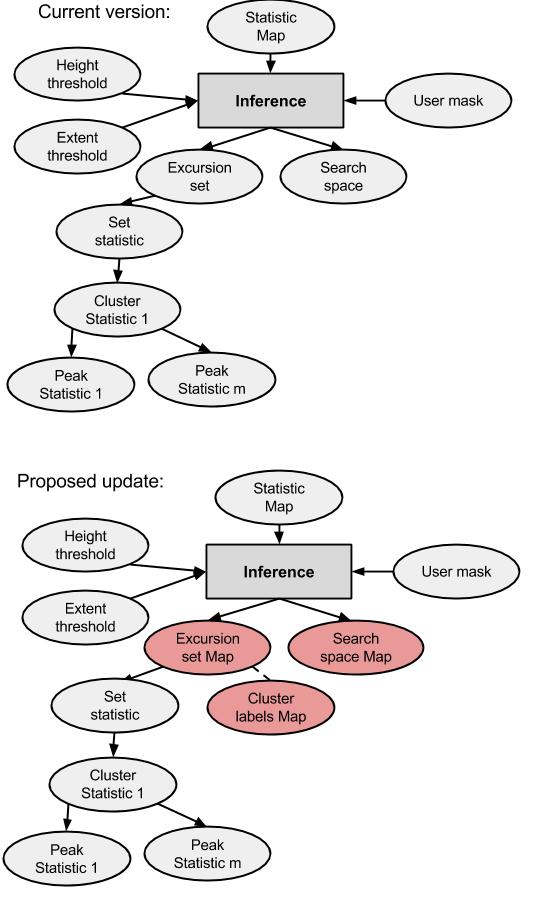 Current version:
Statistic
Map
Height
threshold
Inference
User mask
Extent
threshold
Excursion
set
Search
space
Set
statistic
Cluster
Statistic 1
Peak
Statistic 1
Peak
Statistic m
Proposed update:
Statistic
Map
Height
threshold
Inference
User mask
Extent
threshold
Excursion
set Map
Search
space Map
Set
statistic
Cluster
labels Map
Cluster
Statistic 1
Peak
Statistic 1
Peak
Statistic m